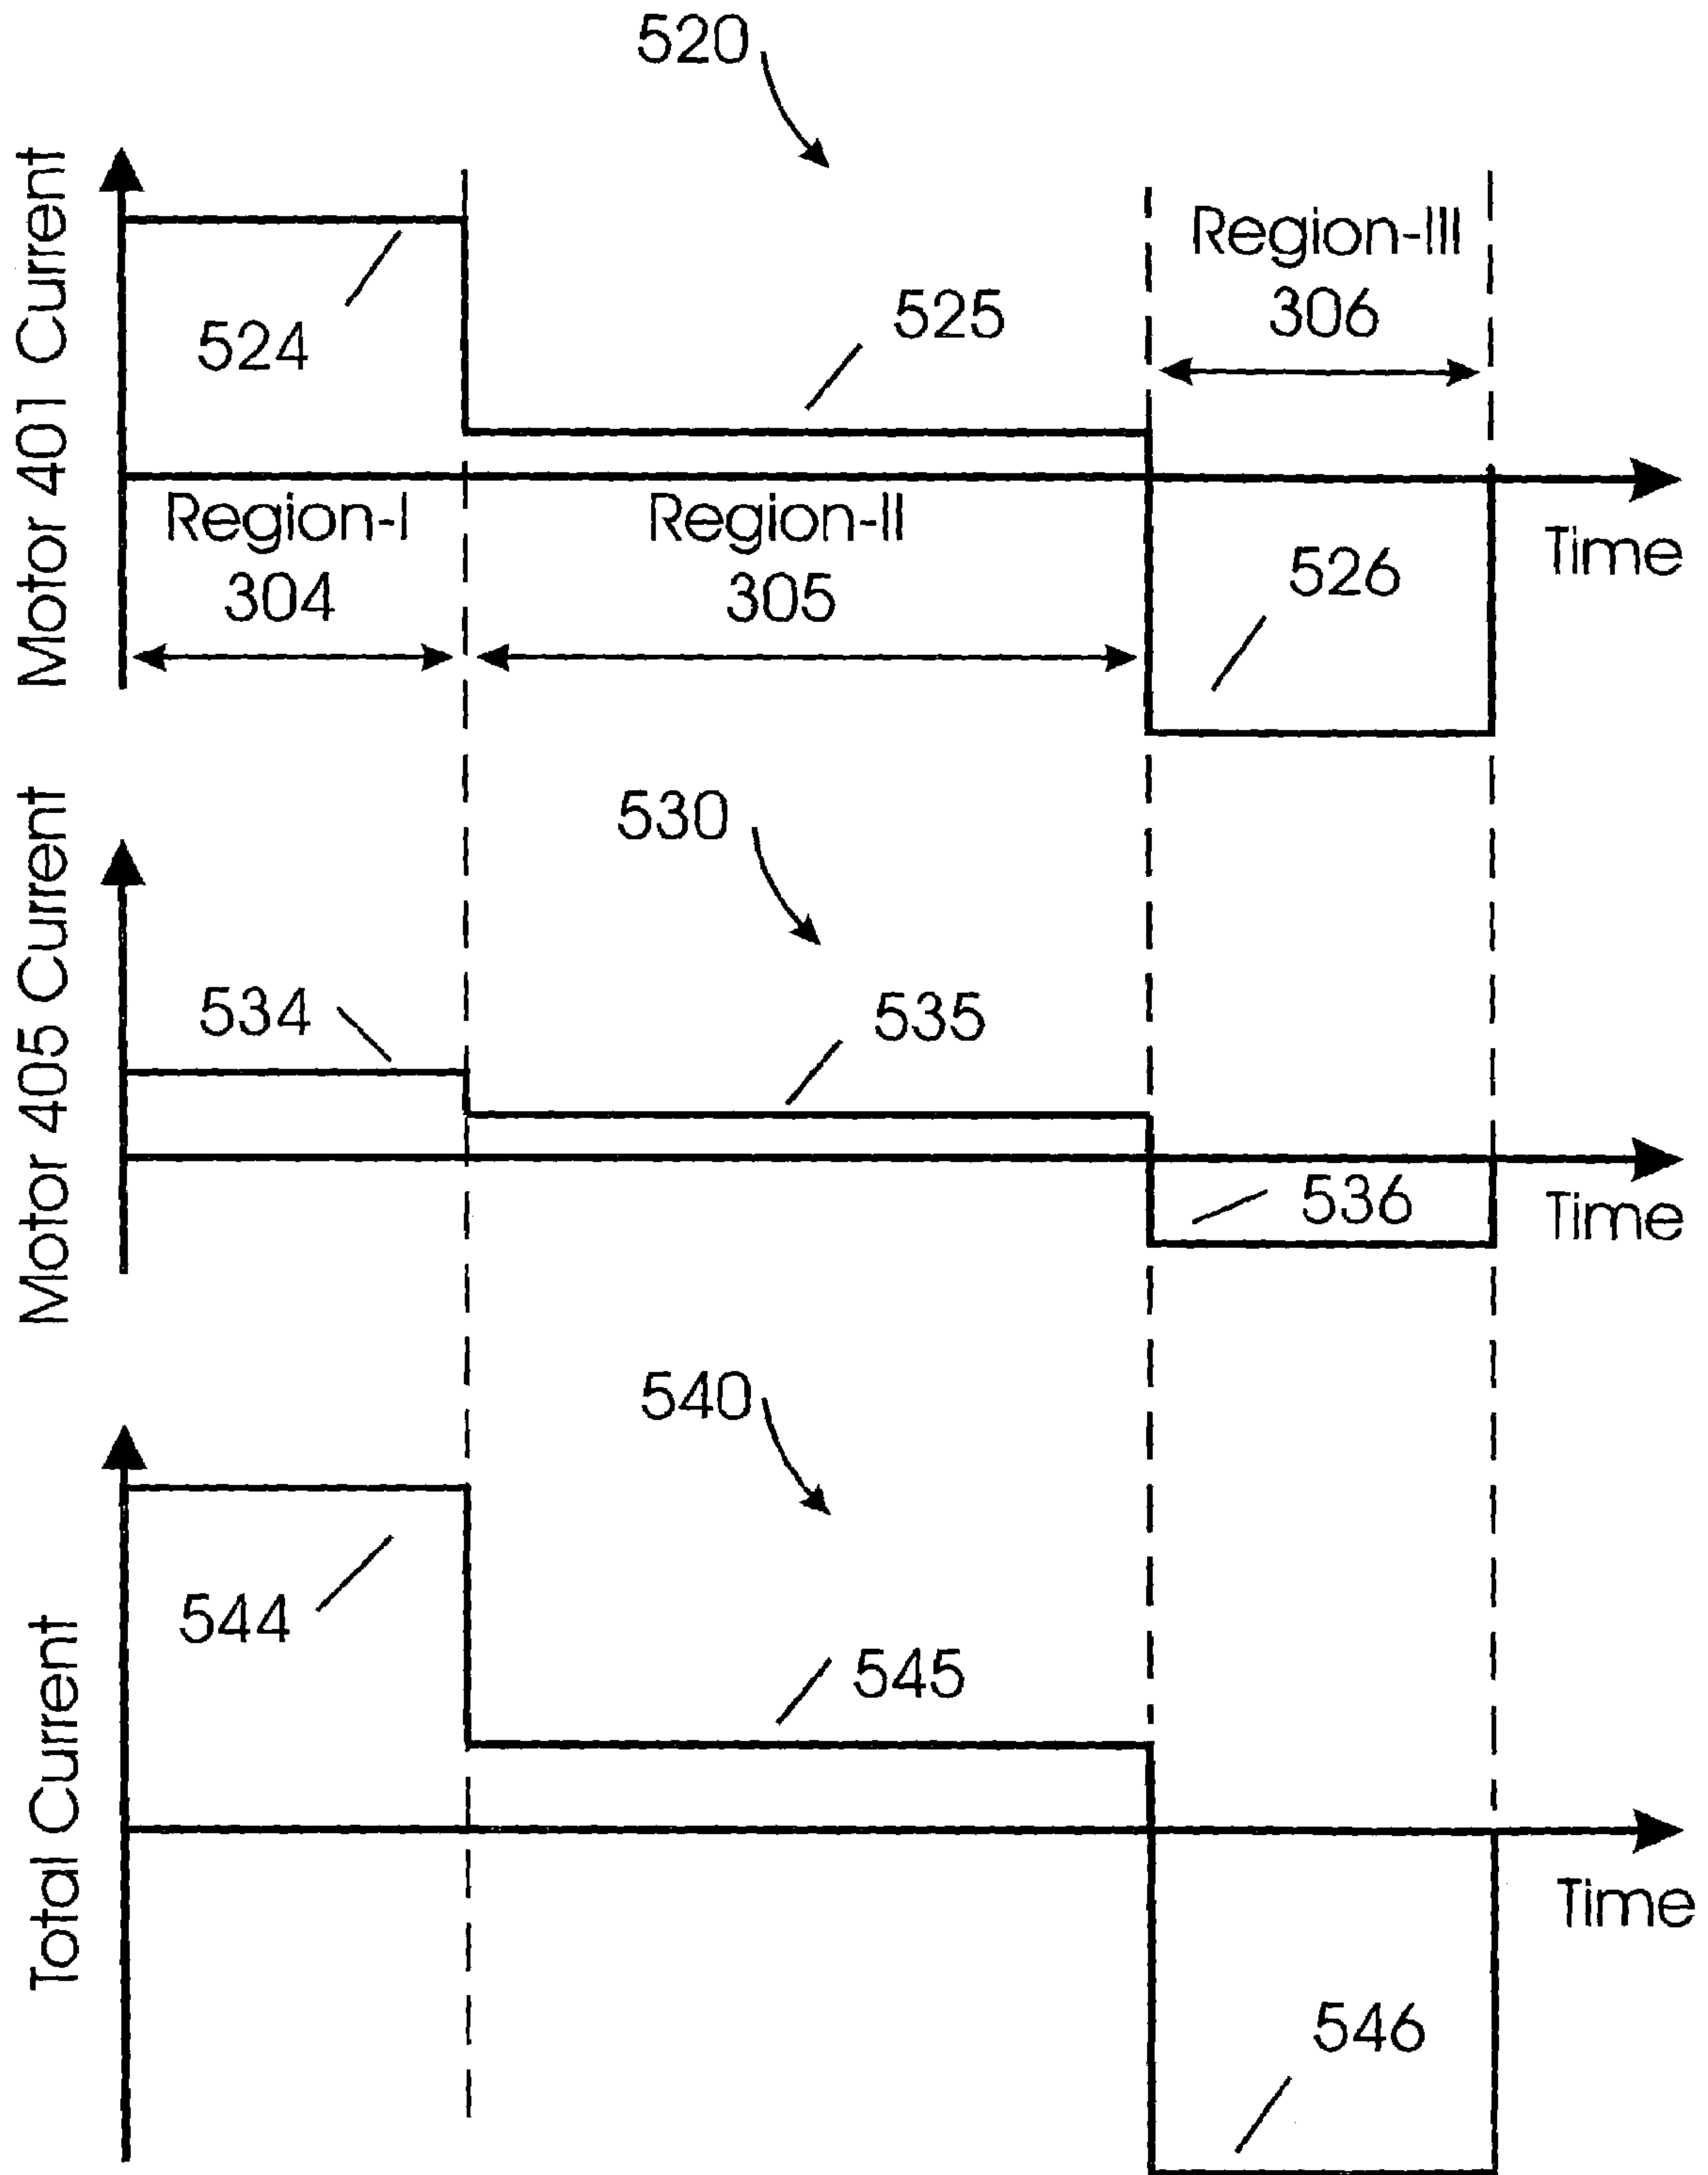 520
Motor 401 Current
524
525
Region-III
306
Region-I
304
Region-II
305
526
Time
530
Motor 405 Current
534
535
536
Time
540
Total Current
544
545
546
Time